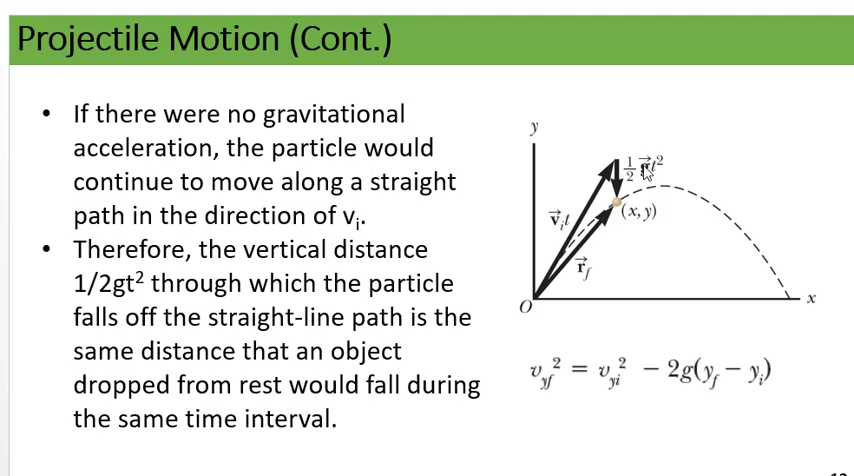 Projectile Motion (Cont.)
• If there were no gravitational
acceleration, the particle would
continue to move along a straight
path in the direction of vᵢ.
• Therefore, the vertical distance
1/2gt² through which the particle
falls off the straight-line path is the
same distance that an object
dropped from rest would fall during
the same time interval.
y
½ t²
(x, y)
v⃗ᵢt
r⃗_f
O
x
v_yf² = v_yi² − 2g(y_f − y_i)